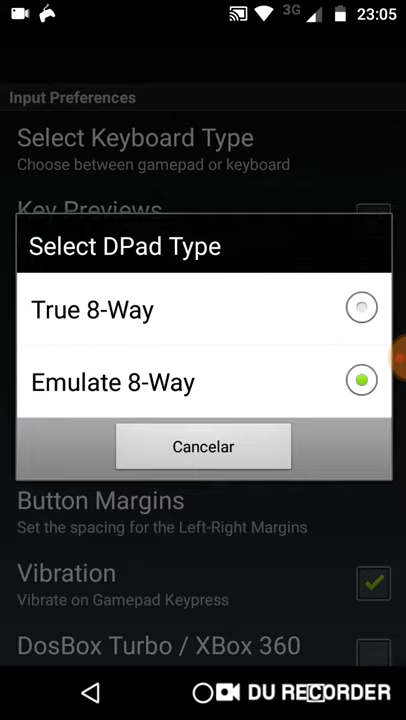 3G
23:05
Input Preferences
Select Keyboard Type
Choose between gamepad or keyboard
Key Previews
Select DPad Type
True 8-Way
Emulate 8-Way
Cancelar
Button Margins
Set the spacing for the Left-Right Margins
Vibration
Vibrate on Gamepad Keypress
DosBox Turbo / XBox 360
DU RECORDER